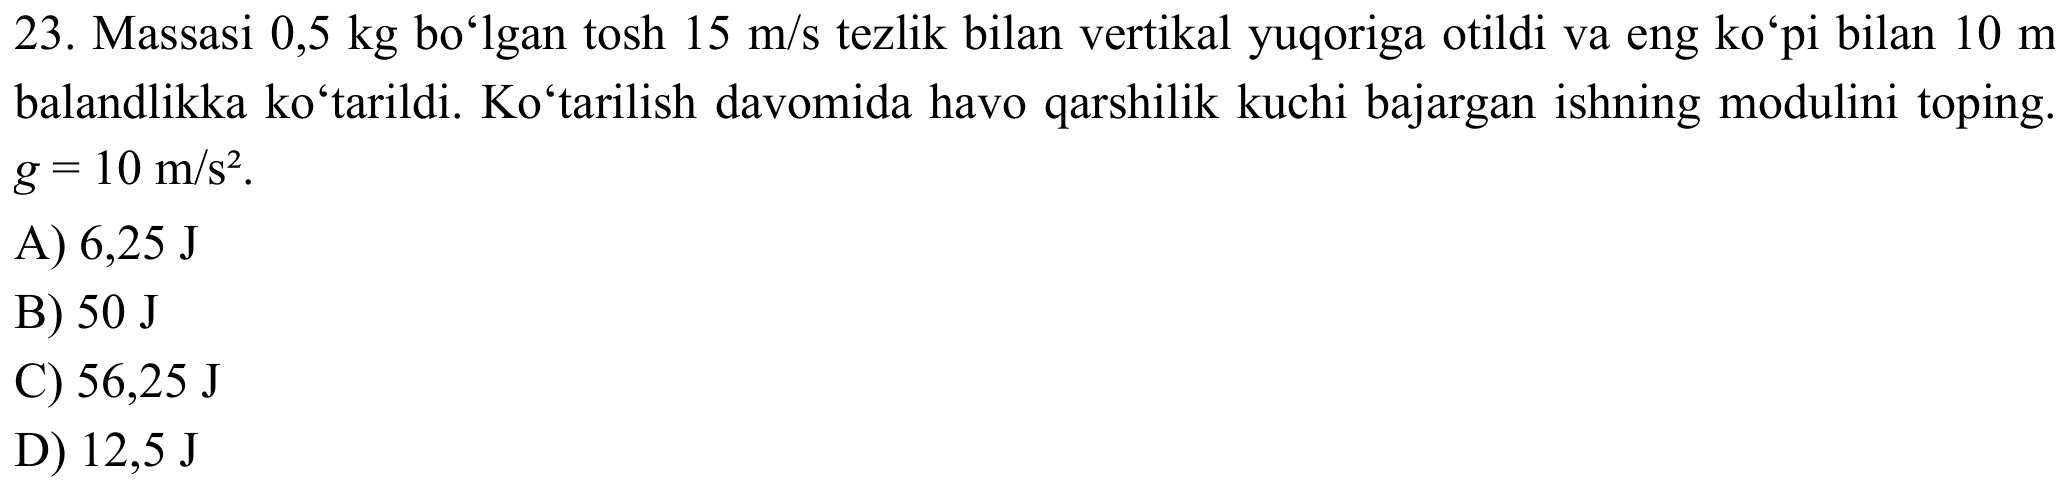 23. Massasi 0,5 kg bo‘lgan tosh 15 m/s tezlik bilan vertikal yuqoriga otildi va eng ko‘pi bilan 10 m
balandlikka ko‘tarildi. Ko‘tarilish davomida havo qarshilik kuchi bajargan ishning modulini toping.
g = 10 m/s².
A) 6,25 J
B) 50 J
C) 56,25 J
D) 12,5 J